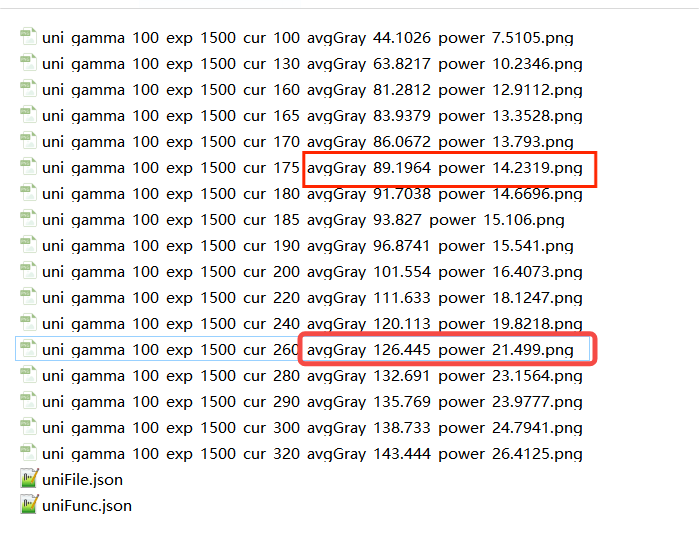 uni gamma 100 exp 1500 cur 100 avgGray 44.1026 power 7.5105.png
uni gamma 100 exp 1500 cur 130 avgGray 63.8217 power 10.2346.png
uni gamma 100 exp 1500 cur 160 avgGray 81.2812 power 12.9112.png
uni gamma 100 exp 1500 cur 165 avgGray 83.9379 power 13.3528.png
uni gamma 100 exp 1500 cur 170 avgGray 86.0672 power 13.793.png
uni gamma 100 exp 1500 cur 175 avgGray 89.1964 power 14.2319.png
uni gamma 100 exp 1500 cur 180 avgGray 91.7038 power 14.6696.png
uni gamma 100 exp 1500 cur 185 avgGray 93.827 power 15.106.png
uni gamma 100 exp 1500 cur 190 avgGray 96.8741 power 15.541.png
uni gamma 100 exp 1500 cur 200 avgGray 101.554 power 16.4073.png
uni gamma 100 exp 1500 cur 220 avgGray 111.633 power 18.1247.png
uni gamma 100 exp 1500 cur 240 avgGray 120.113 power 19.8218.png
uni gamma 100 exp 1500 cur 260 avgGray 126.445 power 21.499.png
uni gamma 100 exp 1500 cur 280 avgGray 132.691 power 23.1564.png
uni gamma 100 exp 1500 cur 290 avgGray 135.769 power 23.9777.png
uni gamma 100 exp 1500 cur 300 avgGray 138.733 power 24.7941.png
uni gamma 100 exp 1500 cur 320 avgGray 143.444 power 26.4125.png
uniFile.json
uniFunc.json